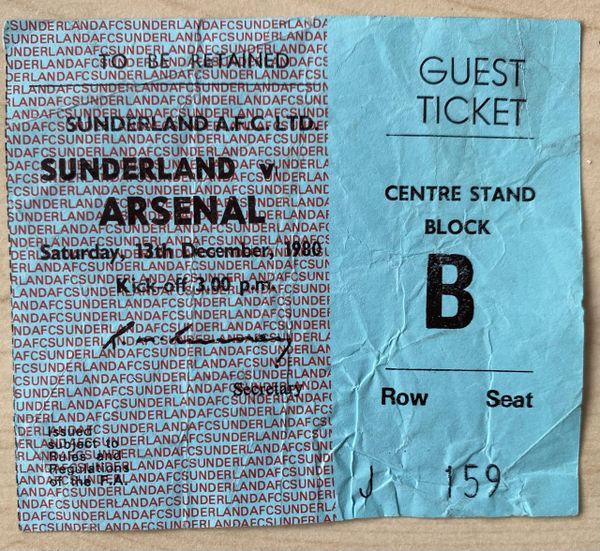 TO BE RETAINED
SUNDERLAND A.F.C. LTD.
SUNDERLAND v
ARSENAL
Saturday, 13th December, 1980
Kick-off 3.00 p.m.
Secretary
Issued
subject to
Rules and
Regulations
of the F.A.
GUEST
TICKET
CENTRE STAND
BLOCK
B
Row Seat
J 159